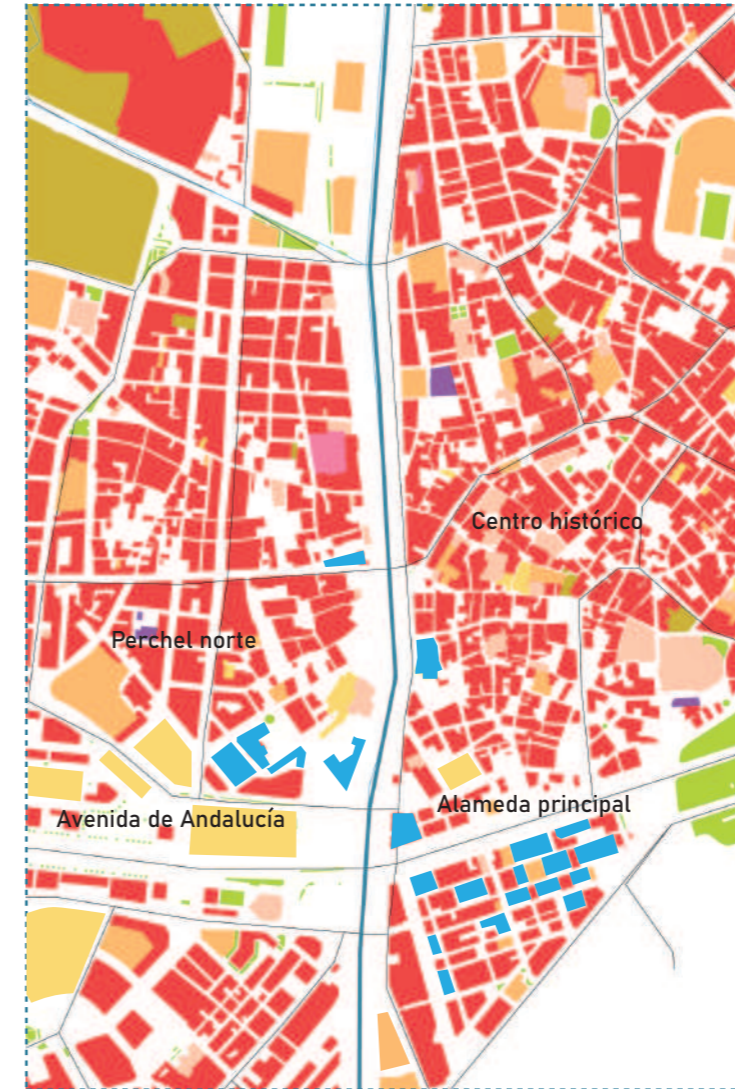 Centro histórico
Perchel norte
Alameda principal
Avenida de Andalucía